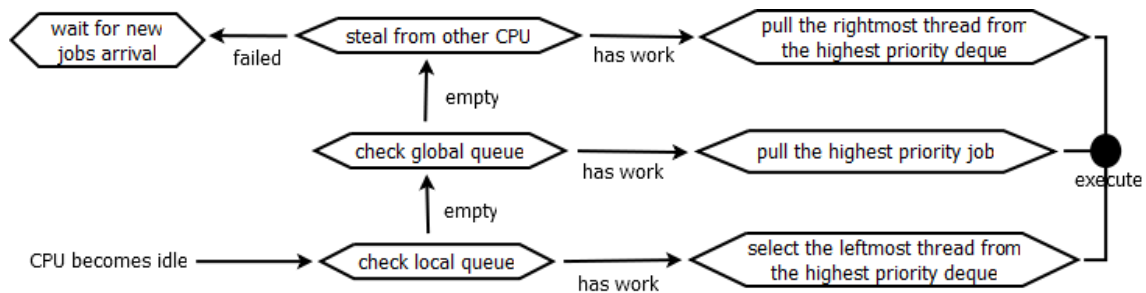 wait for new
jobs arrival
failed
steal from other CPU
has work
pull the rightmost thread from
the highest priority deque
empty
check global queue
has work
pull the highest priority job
execute
empty
CPU becomes idle
check local queue
has work
select the leftmost thread from
the highest priority deque